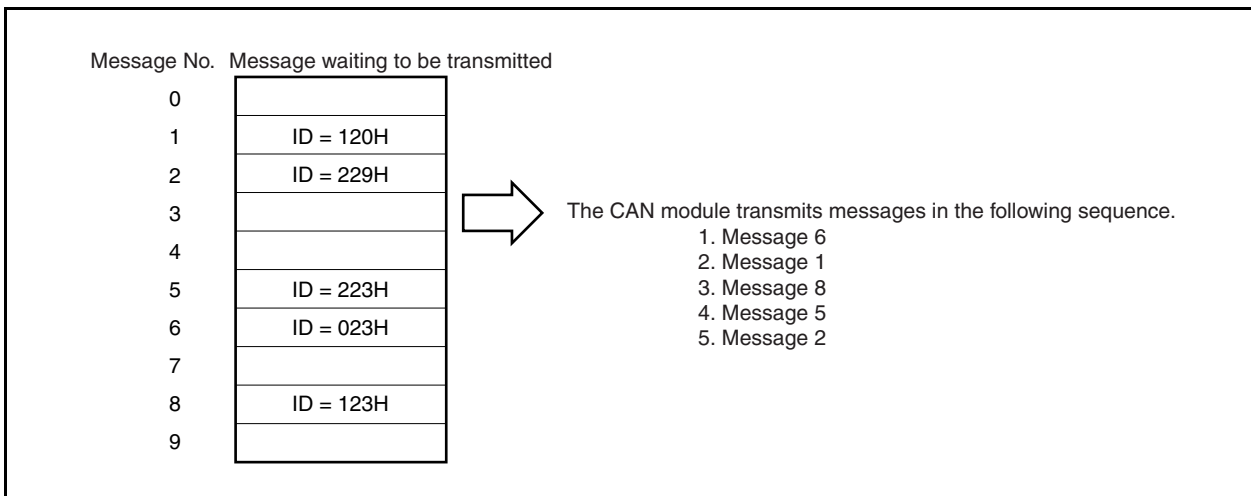 Message No. Message waiting to be transmitted
0
1 ID = 120H
2 ID = 229H
3
4
5 ID = 223H
6 ID = 023H
7
8 ID = 123H
9
The CAN module transmits messages in the following sequence.
1. Message 6
2. Message 1
3. Message 8
4. Message 5
5. Message 2